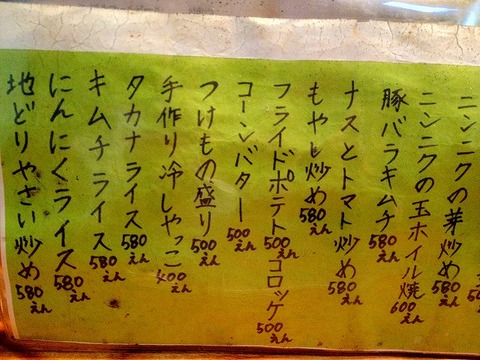 ニンニクの芽炒め 580えん
ニンニクの玉ホイル焼 600えん
豚バラキムチ 580えん
ナスとトマト炒め 580えん
もやし炒め 580えん
フライドポテト 500えん コロッケ 500えん
コーンバター 500えん
つけもの盛り 500えん
手作り冷しゃっこ 400えん
タカナライス 580えん
キムチライス 580えん
にんにくライス 580えん
地どりやさい炒め 580えん